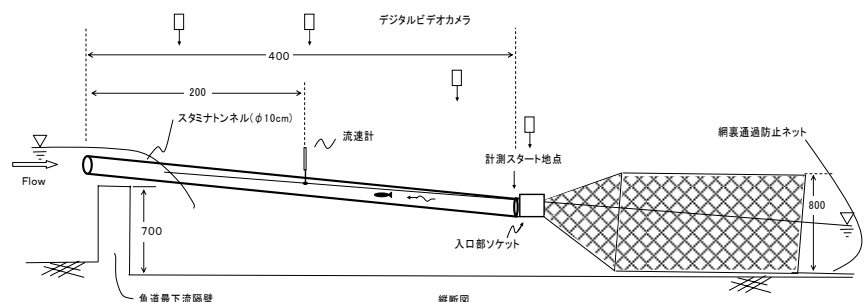 デジタルビデオカメラ
400
200
スタミナトンネル(φ10cm)
流速計
網裏通過防止ネット
計測スタート地点
Flow
800
700
入口部ソケット
魚道最下流隔壁
縦断図